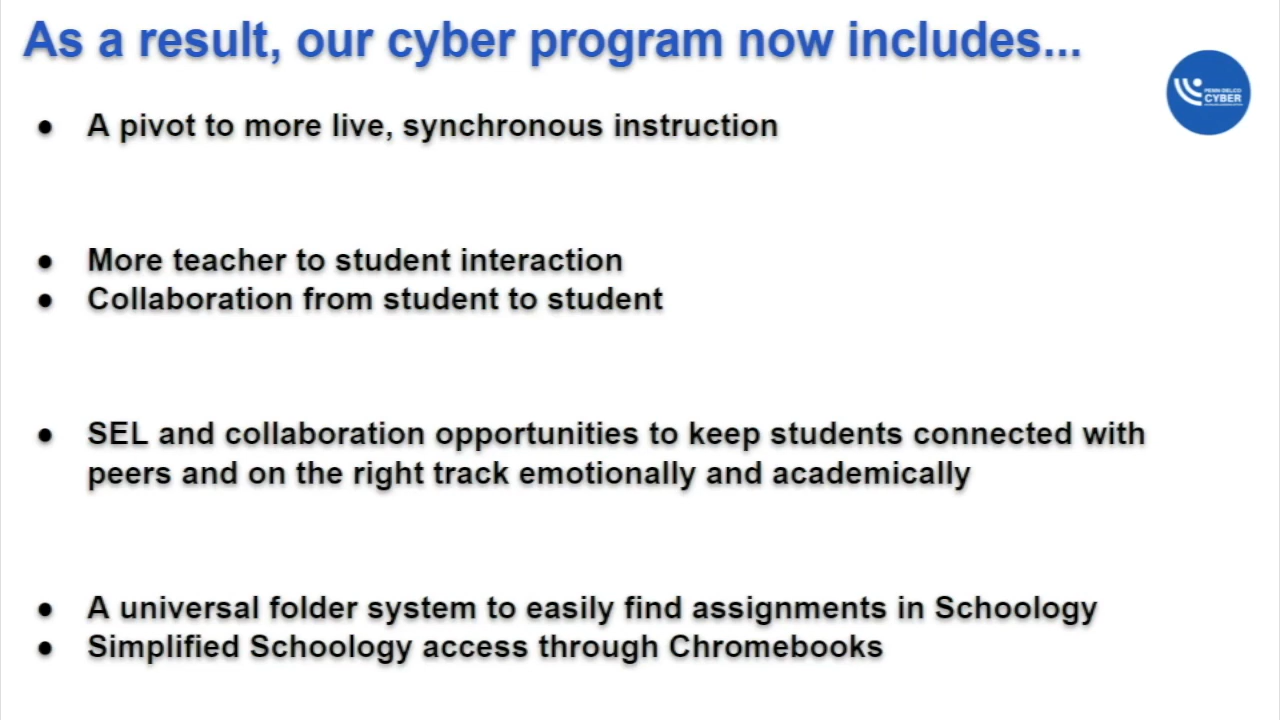 As a result, our cyber program now includes...
PENN-DELCO
CYBER
● A pivot to more live, synchronous instruction
● More teacher to student interaction
● Collaboration from student to student
● SEL and collaboration opportunities to keep students connected with
peers and on the right track emotionally and academically
● A universal folder system to easily find assignments in Schoology
● Simplified Schoology access through Chromebooks